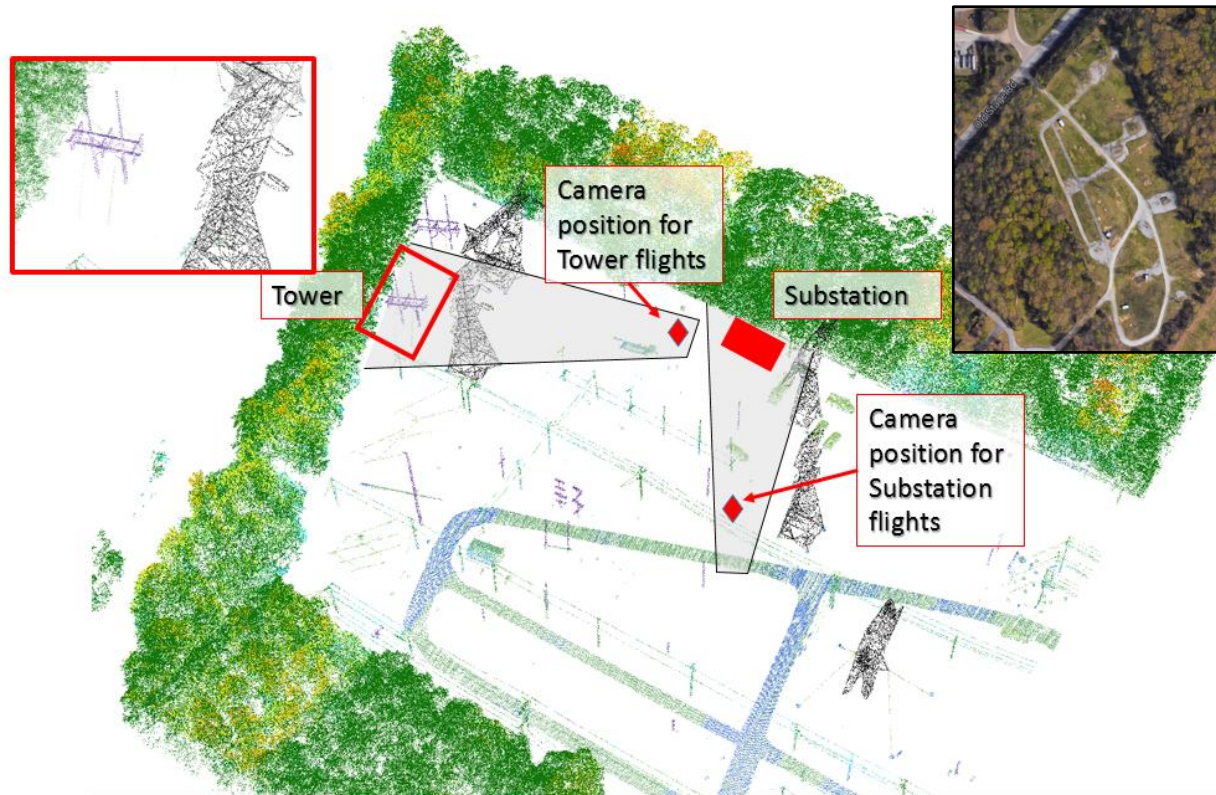 Camera
position for
Tower flights
Tower
Substation
Camera
position for
Substation
flights